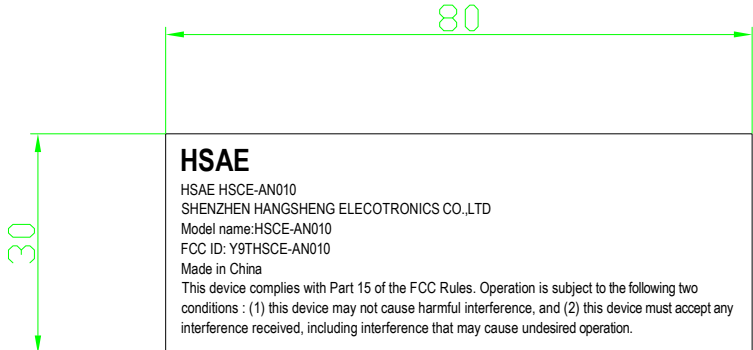 80
30
HSAE
HSAE HSCE-AN010
SHENZHEN HANGSHENG ELECOTRONICS CO.,LTD
Model name:HSCE-AN010
FCC ID: Y9THSCE-AN010
Made in China
This device complies with Part 15 of the FCC Rules. Operation is subject to the following two
conditions : (1) this device may not cause harmful interference, and (2) this device must accept any
interference received, including interference that may cause undesired operation.